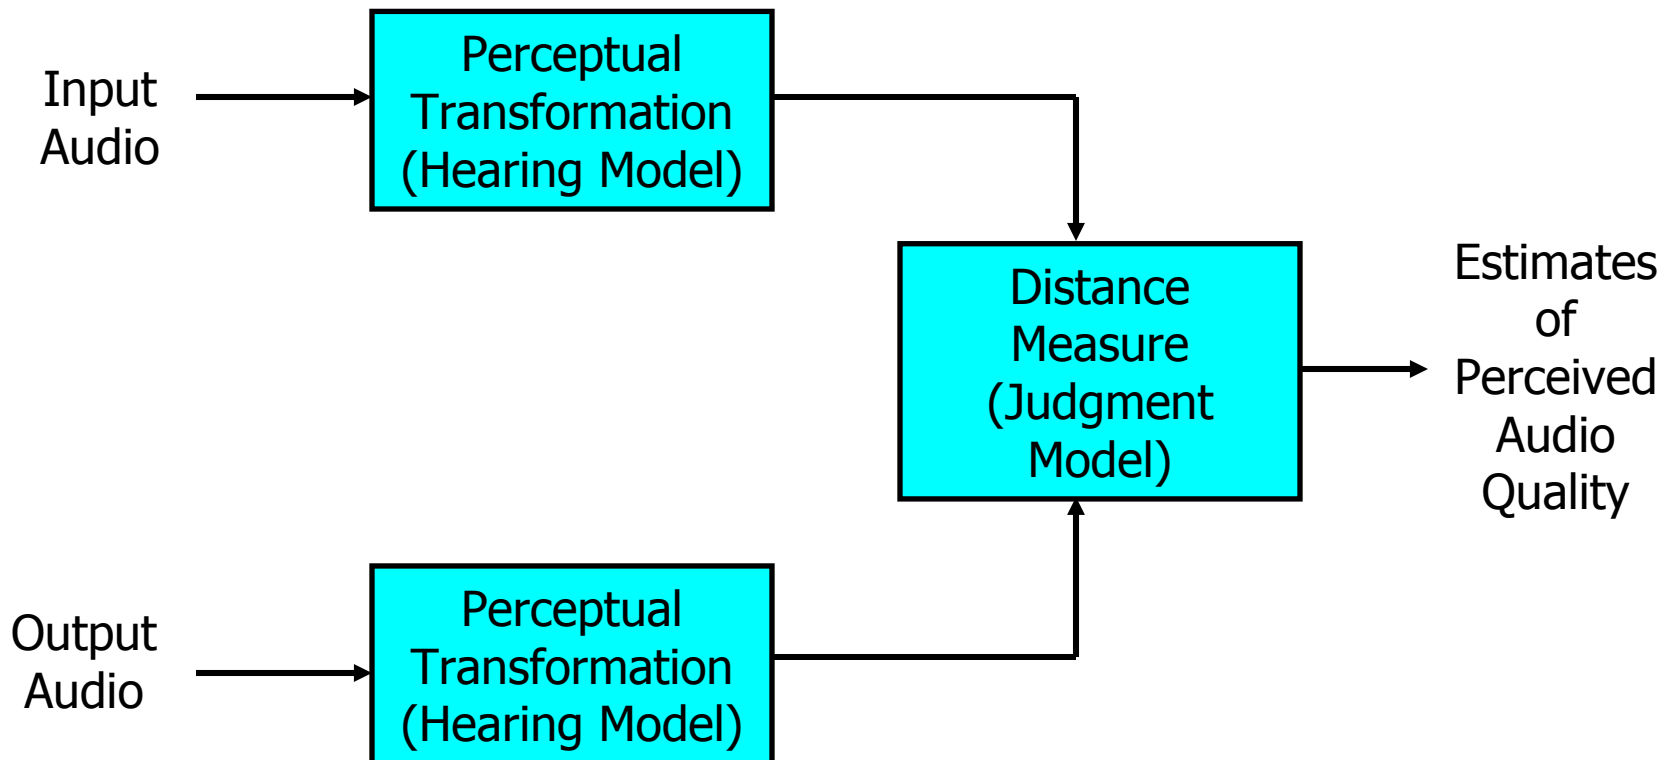 Input
Audio
Perceptual
Transformation
(Hearing Model)
Distance
Measure
(Judgment
Model)
Estimates
of
Perceived
Audio
Quality
Output
Audio
Perceptual
Transformation
(Hearing Model)